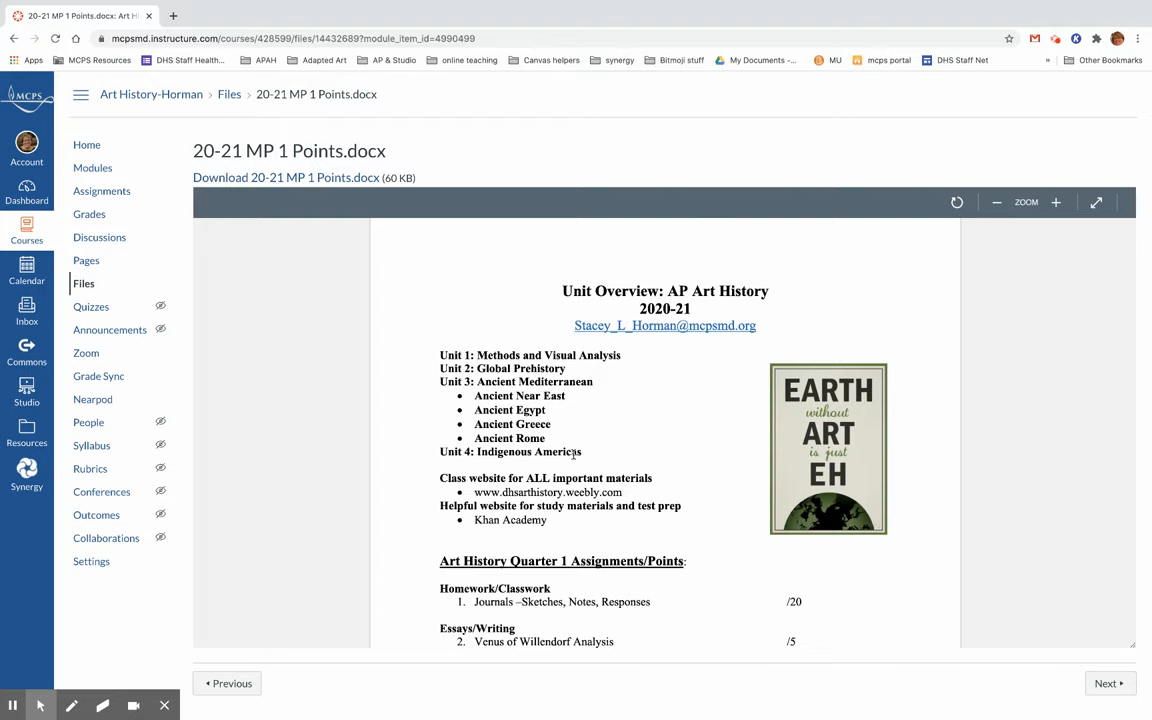 20-21 MP 1 Points.docx: Art Hi
mcpsmd.instructure.com/courses/428599/files/14432689?module_item_id=4990499
Apps
MCPS Resources
DHS Staff Health...
APAH
Adapted Art
AP & Studio
online teaching
Canvas helpers
synergy
Bitmoji stuff
My Documents -...
MU
mcps portal
DHS Staff Net
»
Other Bookmarks
MCPS
Account
Dashboard
Courses
Calendar
Inbox
Commons
Studio
Resources
Synergy
Art History-Horman › Files › 20-21 MP 1 Points.docx
Home
Modules
Assignments
Grades
Discussions
Pages
Files
Quizzes
Announcements
Zoom
Grade Sync
Nearpod
People
Syllabus
Rubrics
Conferences
Outcomes
Collaborations
Settings
20-21 MP 1 Points.docx
Download 20-21 MP 1 Points.docx (60 KB)
ZOOM
Unit Overview: AP Art History
2020-21
Stacey_L_Horman@mcpsmd.org
Unit 1: Methods and Visual Analysis
Unit 2: Global Prehistory
Unit 3: Ancient Mediterranean
• Ancient Near East
• Ancient Egypt
• Ancient Greece
• Ancient Rome
Unit 4: Indigenous Americas
EARTH
without
ART
is just
EH
Class website for ALL important materials
• www.dhsarthistory.weebly.com
Helpful website for study materials and test prep
• Khan Academy
Art History Quarter 1 Assignments/Points:
Homework/Classwork
1. Journals –Sketches, Notes, Responses /20
Essays/Writing
2. Venus of Willendorf Analysis /5
Previous
Next